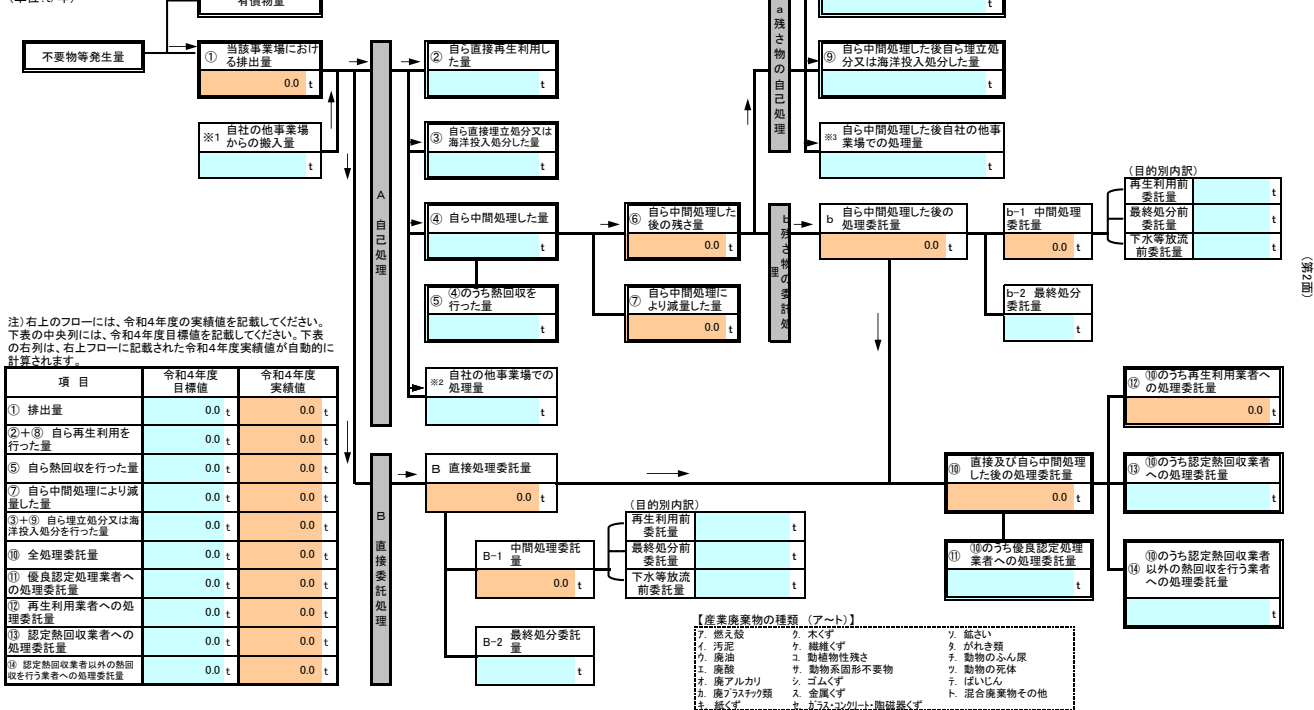 有償物量
t
不要物等発生量
① 当該事業場におけ
る排出量
0.0 t
※1 自社の他事業場
からの搬入量
t
A 自己処理
② 自ら直接再生利用し
た量
t
③ 自ら直接埋立処分又は
海洋投入処分した量
t
④ 自ら中間処理した量
t
⑤ ④のうち熱回収を
行った量
t
※2 自社の他事業場での
処理量
t
⑥ 自ら中間処理した
後の残さ量
0.0 t
⑦ 自ら中間処理に
より減量した量
0.0 t
a 残さ物の自己処理
⑨ 自ら中間処理した後自ら埋立処
分又は海洋投入処分した量
t
※3 自ら中間処理した後自社の他事
業場での処理量
t
b 残さ物の委託処理
b 自ら中間処理した後の
処理委託量
0.0 t
b-1 中間処理
委託量
0.0 t
b-2 最終処分
委託量
t
(目的別内訳)
再生利用前
委託量
t
最終処分前
委託量
t
下水等放流
前委託量
t
(第2面)
注)右上のフローには、令和4年度の実績値を記載してください。
下表の中央列には、令和4年度目標値を記載してください。下表
の右列は、右上フローに記載された令和4年度実績値が自動的に
計算されます。
項 目 令和4年度
目標値 令和4年度
実績値
① 排出量 0.0 t 0.0 t
②+⑧ 自ら再生利用を
行った量 0.0 t 0.0 t
⑤ 自ら熱回収を行った量 0.0 t 0.0 t
⑦ 自ら中間処理により減
量した量 0.0 t 0.0 t
③+⑨ 自ら埋立処分又は海
洋投入処分を行った量 0.0 t 0.0 t
⑩ 全処理委託量 0.0 t 0.0 t
⑪ 優良認定処理業者へ
の処理委託量 0.0 t 0.0 t
⑫ 再生利用業者への処
理委託量 0.0 t 0.0 t
⑬ 認定熱回収業者への
処理委託量 0.0 t 0.0 t
⑭ 認定熱回収業者以外の熱回
収を行う業者への処理委託量 0.0 t 0.0 t
B 直接委託処理
B 直接処理委託量
0.0 t
B-1 中間処理委託
量
0.0 t
B-2 最終処分委託
量
t
(目的別内訳)
再生利用前
委託量
t
最終処分前
委託量
t
下水等放流
前委託量
t
⑩ 直接及び自ら中間処理
した後の処理委託量
0.0 t
⑪ ⑩のうち優良認定処理
業者への処理委託量
t
⑫ ⑩のうち再生利用業者へ
の処理委託量
0.0 t
⑬ ⑩のうち認定熱回収業者
への処理委託量
t
⑭ ⑩のうち認定熱回収業者
以外の熱回収を行う業者
への処理委託量
t
【産業廃棄物の種類 (ア～ト)】
ア. 燃え殻 ク. 木くず ソ. 鉱さい
イ. 汚泥 ケ. 繊維くず タ. がれき類
ウ. 廃油 コ. 動植物性残さ チ. 動物のふん尿
エ. 廃酸 サ. 動物系固形不要物 ツ. 動物の死体
オ. 廃アルカリ シ. ゴムくず テ. ばいじん
カ. 廃プラスチック類 ス. 金属くず ト. 混合廃棄物その他
キ. 紙くず セ. ガラス・コンクリート・陶磁器くず